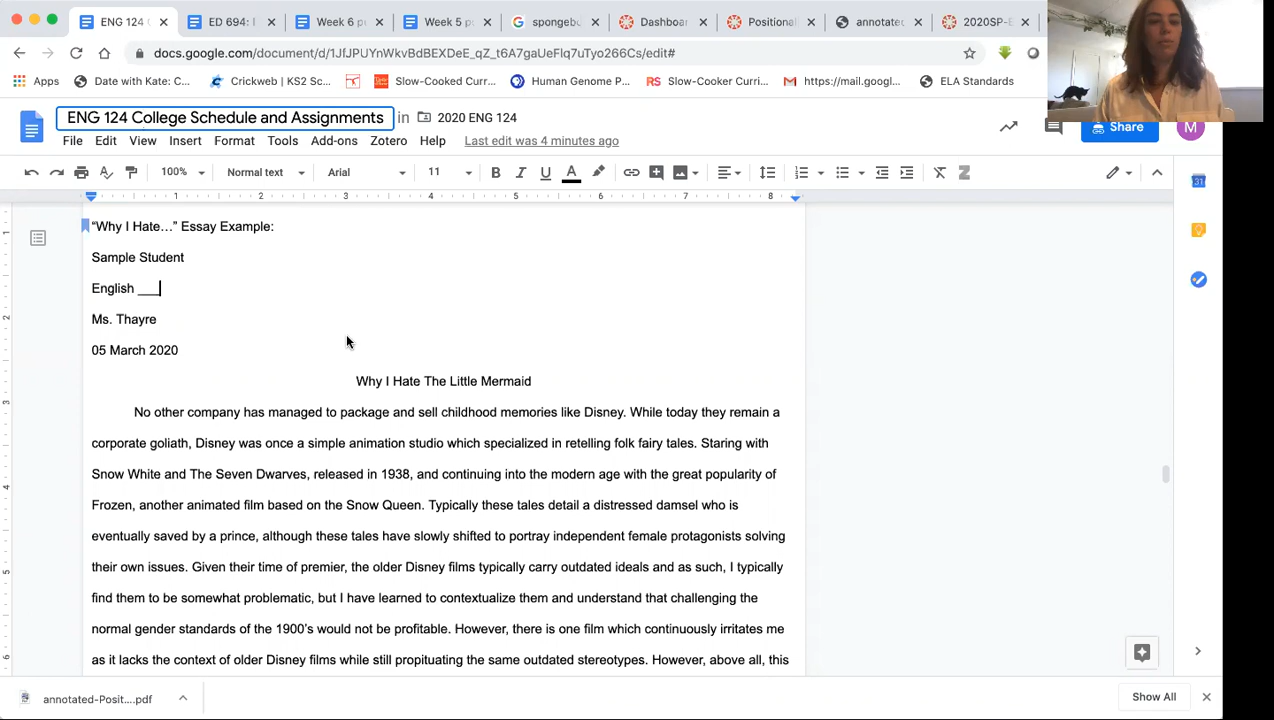 ENG 124 C
ED 694: I
Week 6 p
Week 5 p
spongeb
Dashboa
Positional
annotated
2020SP-E
docs.google.com/document/d/1JfJPUYnWkvBdBEXDeE_qZ_t6A7gaUeFlq7uTyo266Cs/edit#
Apps
Date with Kate: C...
Crickweb | KS2 Sc...
Slow-Cooked Curr...
Human Genome P...
RS
Slow-Cooker Curri...
https://mail.googl...
ELA Standards
ENG 124 College Schedule and Assignments in 2020 ENG 124
File Edit View Insert Format Tools Add-ons Zotero Help Last edit was 4 minutes ago
Share
M
100% Normal text Arial 11 B I U A Z
1 2 3 4 5 6 7 8
31
“Why I Hate…” Essay Example:
Sample Student
English ___
Ms. Thayre
05 March 2020
Why I Hate The Little Mermaid
No other company has managed to package and sell childhood memories like Disney. While today they remain a
corporate goliath, Disney was once a simple animation studio which specialized in retelling folk fairy tales. Staring with
Snow White and The Seven Dwarves, released in 1938, and continuing into the modern age with the great popularity of
Frozen, another animated film based on the Snow Queen. Typically these tales detail a distressed damsel who is
eventually saved by a prince, although these tales have slowly shifted to portray independent female protagonists solving
their own issues. Given their time of premier, the older Disney films typically carry outdated ideals and as such, I typically
find them to be somewhat problematic, but I have learned to contextualize them and understand that challenging the
normal gender standards of the 1900’s would not be profitable. However, there is one film which continuously irritates me
as it lacks the context of older Disney films while still propituating the same outdated stereotypes. However, above all, this
annotated-Posit....pdf
Show All